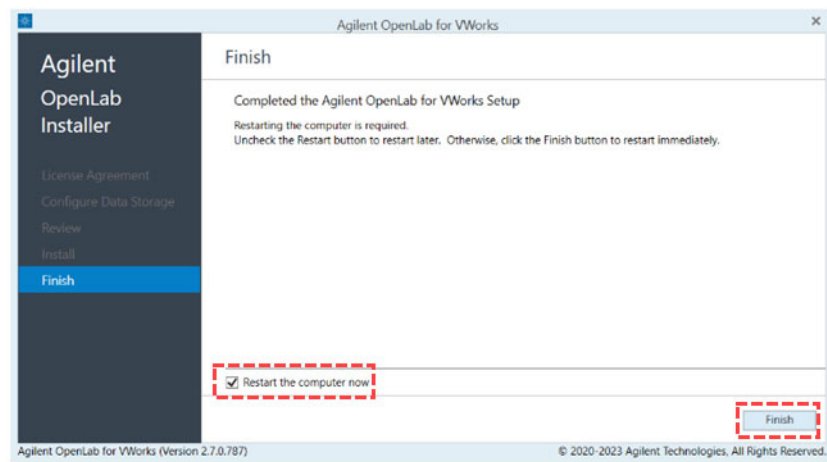 Agilent OpenLab for VWorks
Agilent
OpenLab
Installer
License Agreement
Configure Data Storage
Review
Install
Finish
Finish
Completed the Agilent OpenLab for VWorks Setup
Restarting the computer is required.
Uncheck the Restart button to restart later. Otherwise, click the Finish button to restart immediately.
Restart the computer now
Finish
Agilent OpenLab for VWorks (Version 2.7.0.787)
© 2020-2023 Agilent Technologies, All Rights Reserved.